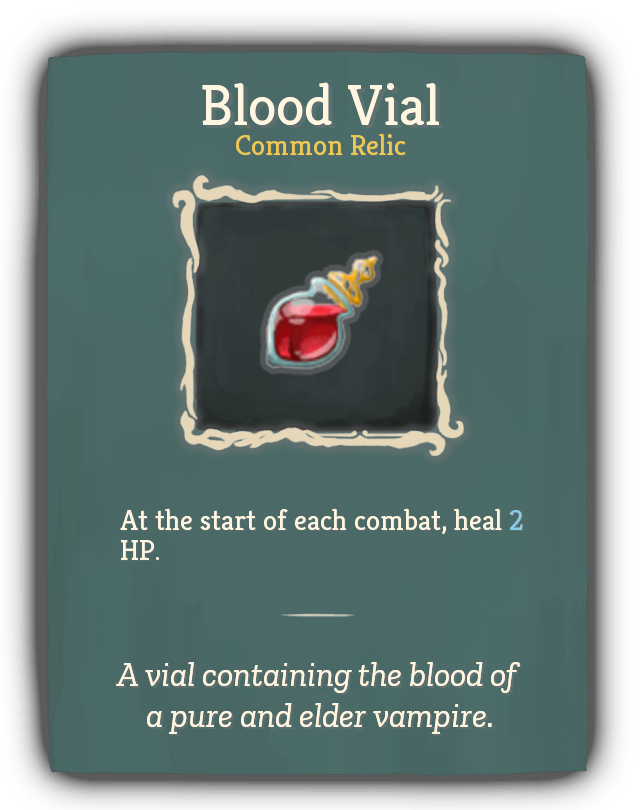 Blood Vial
Common Relic
At the start of each combat, heal 2
HP.
A vial containing the blood of
a pure and elder vampire.